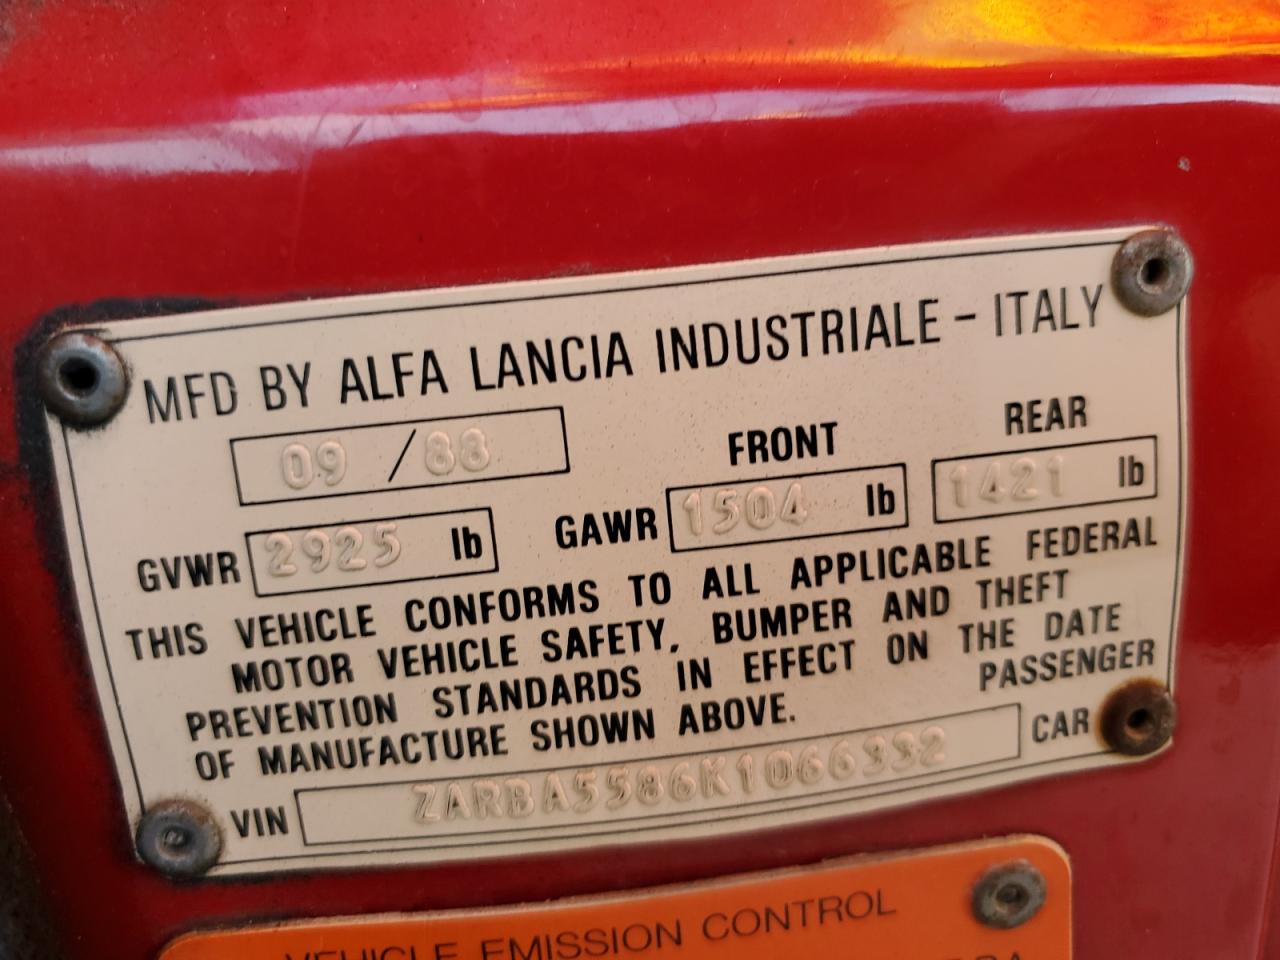 MFD BY ALFA LANCIA INDUSTRIALE - ITALY
09 / 88
FRONT REAR
GVWR 2925 lb GAWR 1504 lb 1421 lb
THIS VEHICLE CONFORMS TO ALL APPLICABLE FEDERAL
MOTOR VEHICLE SAFETY, BUMPER AND THEFT
PREVENTION STANDARDS IN EFFECT ON THE DATE
OF MANUFACTURE SHOWN ABOVE. PASSENGER
VIN ZARBA5586K1066332 CAR
VEHICLE EMISSION CONTROL